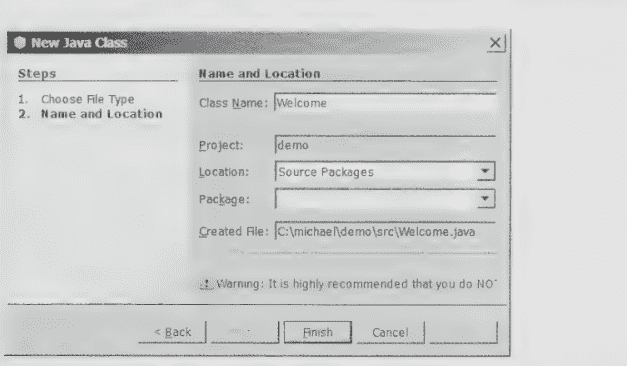 New Java Class
Steps
1. Choose File Type
2. Name and Location
Name and Location
Class Name: Welcome
Project: demo
Location: Source Packages
Package:
Created File: C:\michael\demo\src\Welcome.java
Warning: It is highly recommended that you do NOT
< Back
Finish
Cancel